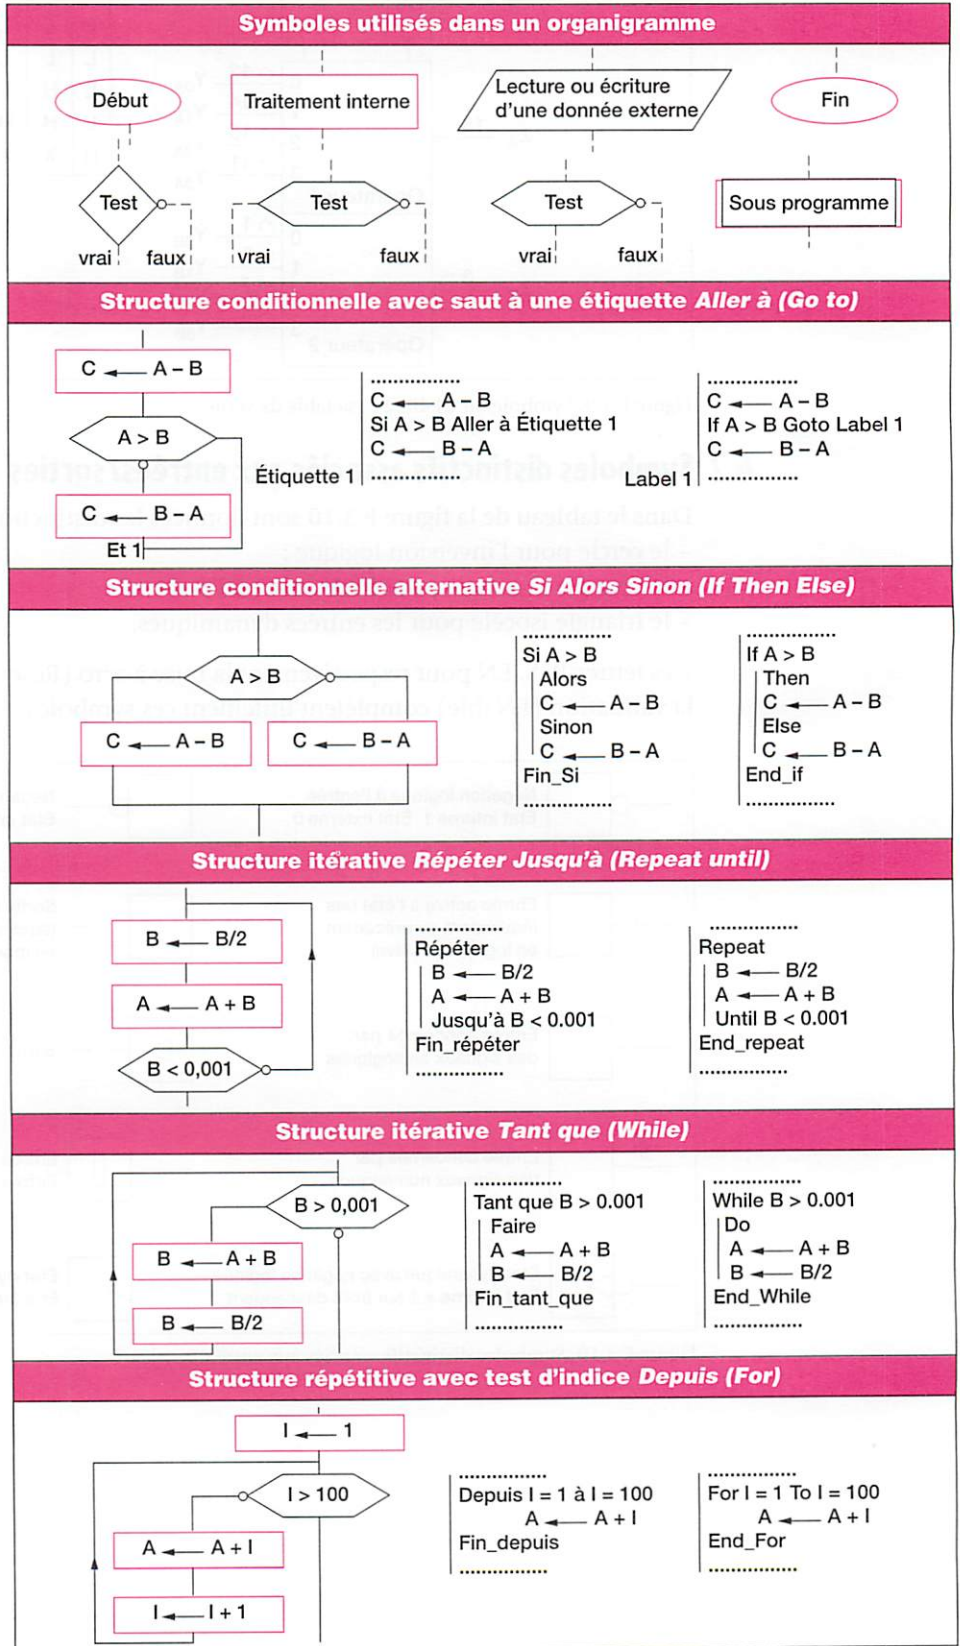 Symboles utilisés dans un organigramme
Début
Traitement interne
Lecture ou écriture
d'une donnée externe
Fin
Test
vrai
faux
Test
vrai
faux
Test
vrai
faux
Sous programme
Structure conditionnelle avec saut à une étiquette Aller à (Go to)
C ← A – B
A > B
C ← B – A
Et 1
C ← A – B
Si A > B Aller à Étiquette 1
C ← B – A
Étiquette 1
C ← A – B
If A > B Goto Label 1
C ← B – A
Label 1
Structure conditionnelle alternative Si Alors Sinon (If Then Else)
A > B
C ← A – B
C ← B – A
Si A > B
Alors
C ← A – B
Sinon
C ← B – A
Fin_Si
If A > B
Then
C ← A – B
Else
C ← B – A
End_if
Structure itérative Répéter Jusqu'à (Repeat until)
B ← B/2
A ← A + B
B < 0,001
Répéter
B ← B/2
A ← A + B
Jusqu'à B < 0.001
Fin_répéter
Repeat
B ← B/2
A ← A + B
Until B < 0.001
End_repeat
Structure itérative Tant que (While)
B > 0,001
B ← A + B
B ← B/2
Tant que B > 0.001
Faire
A ← A + B
B ← B/2
Fin_tant_que
While B > 0.001
Do
A ← A + B
B ← B/2
End_While
Structure répétitive avec test d'indice Depuis (For)
I ← 1
I > 100
A ← A + I
I ← I + 1
Depuis I = 1 à I = 100
A ← A + I
Fin_depuis
For I = 1 To I = 100
A ← A + I
End_For